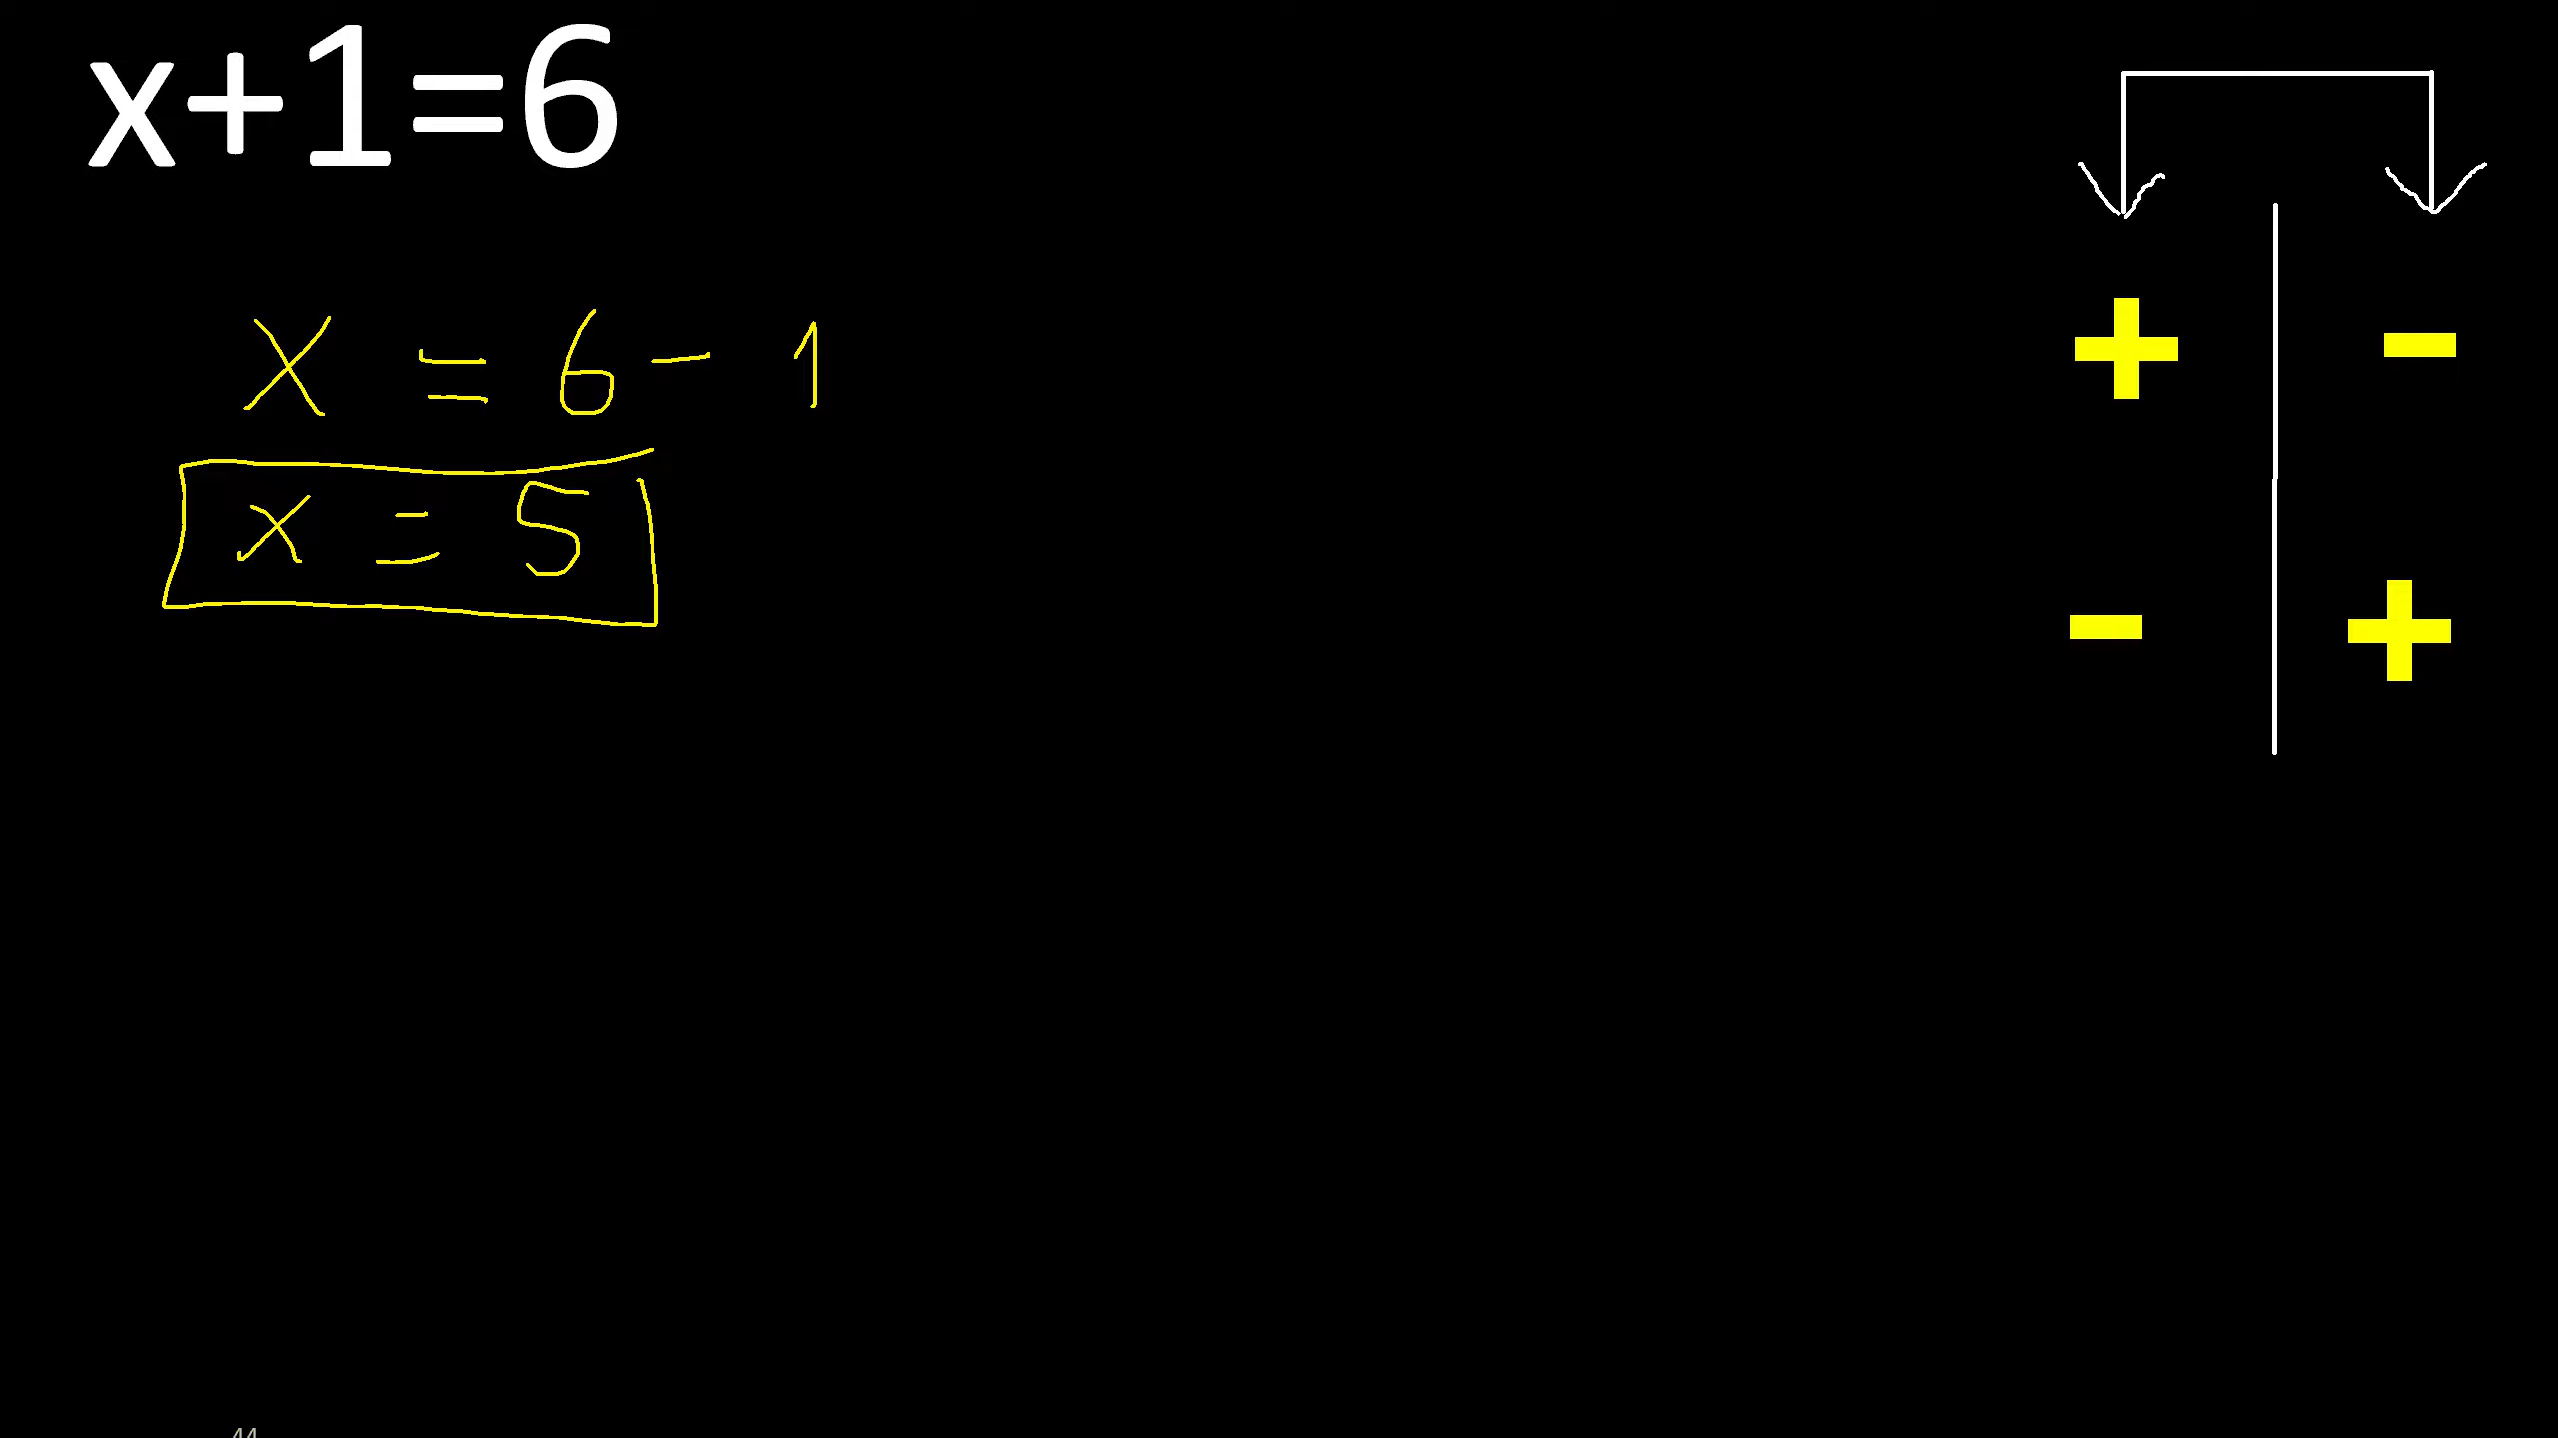 x+1=6
x = 6 - 1
x = 5
+ -
- +